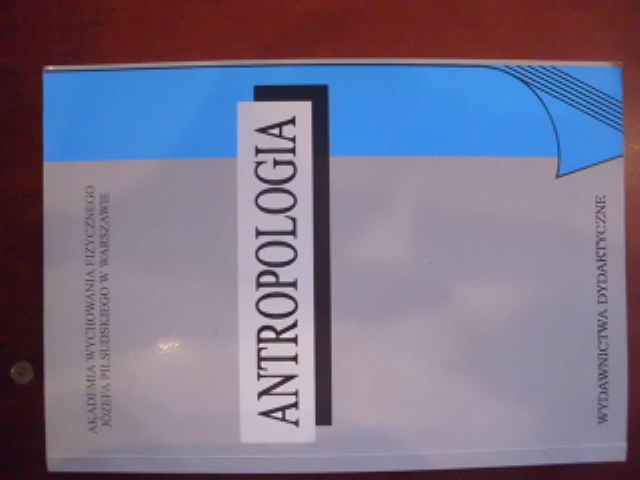 AKADEMIA WYCHOWANIA FIZYCZNEGO
JÓZEFA PIŁSUDSKIEGO W WARSZAWIE
ANTROPOLOGIA
WYDAWNICTWA DYDAKTYCZNE